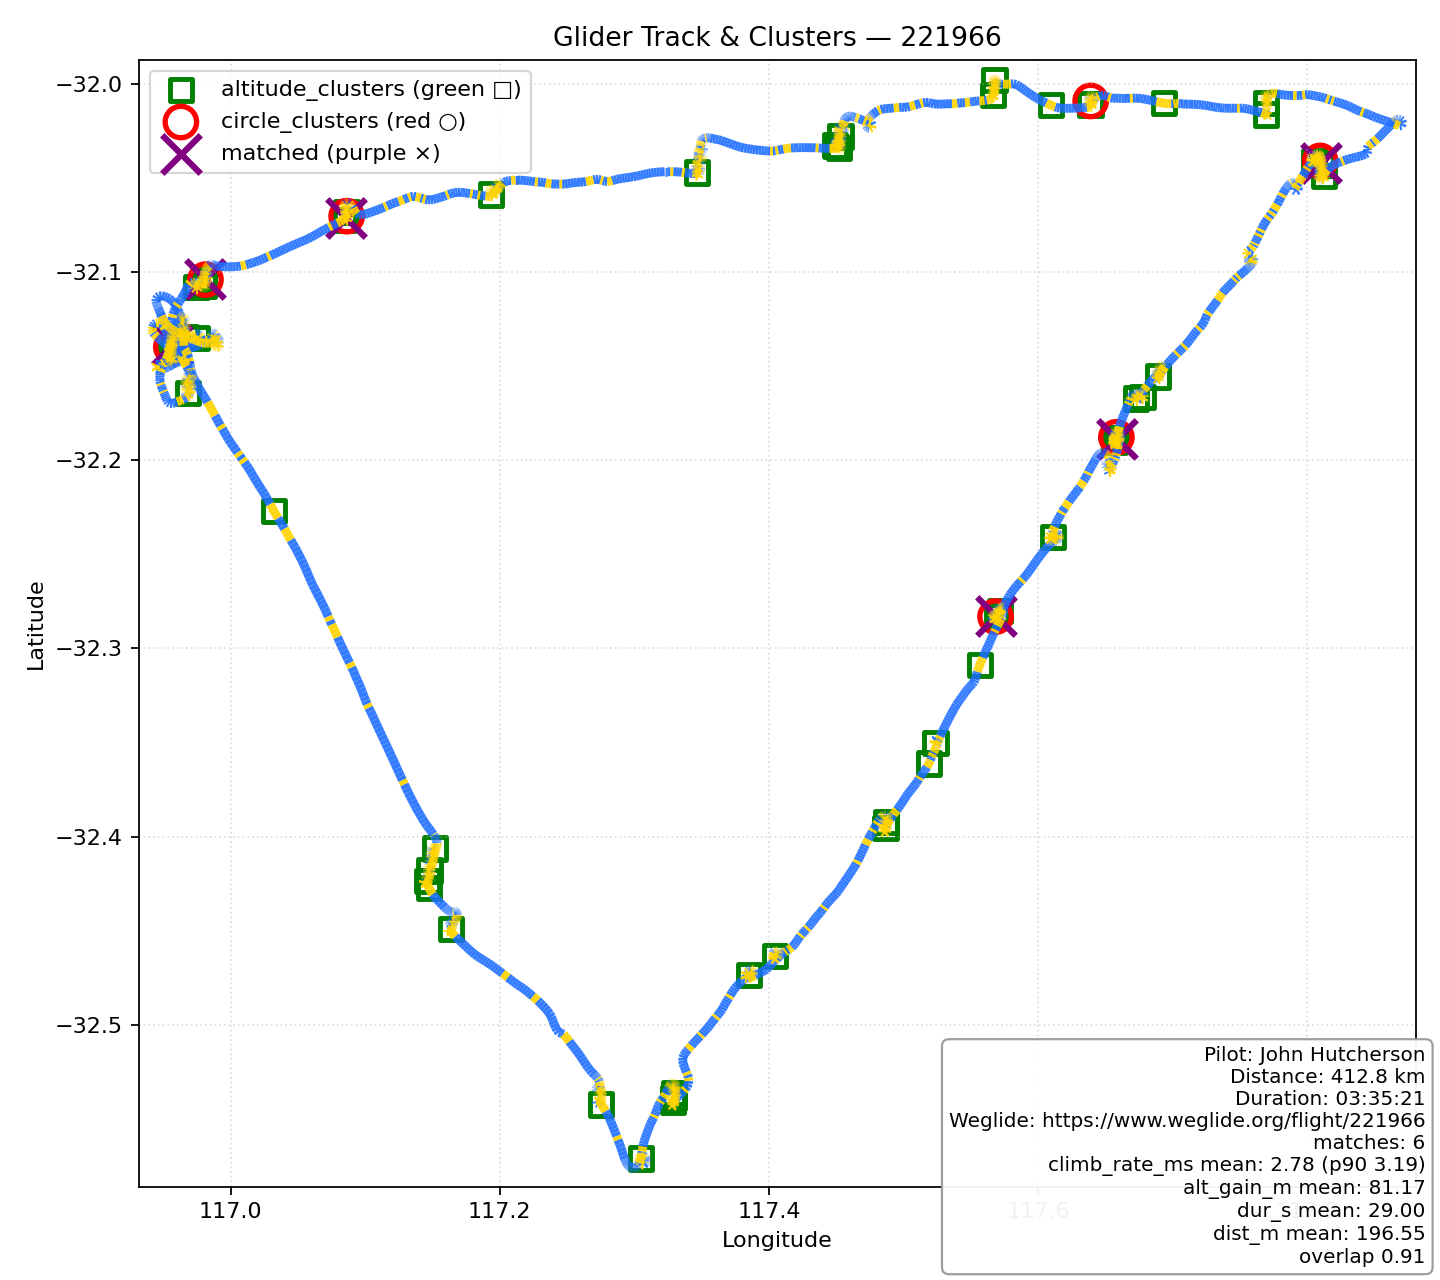 Glider Track & Clusters — 221966
altitude_clusters (green □)
circle_clusters (red ○)
matched (purple ×)
−32.0
−32.1
−32.2
−32.3
−32.4
−32.5
Latitude
117.0
117.2
117.4
117.6
Longitude
Pilot: John Hutcherson
Distance: 412.8 km
Duration: 03:35:21
Weglide: https://www.weglide.org/flight/221966
matches: 6
climb_rate_ms mean: 2.78 (p90 3.19)
alt_gain_m mean: 81.17
dur_s mean: 29.00
dist_m mean: 196.55
overlap 0.91